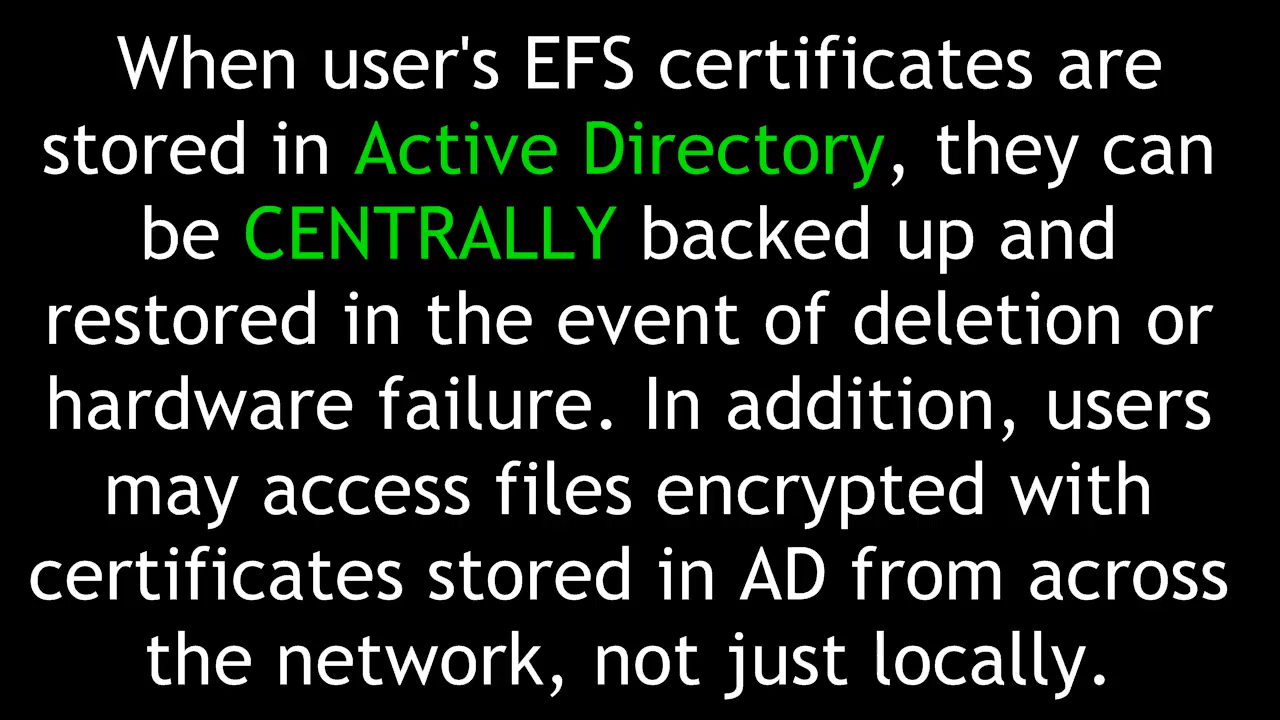 When user's EFS certificates are
stored in Active Directory, they can
be CENTRALLY backed up and
restored in the event of deletion or
hardware failure. In addition, users
may access files encrypted with
certificates stored in AD from across
the network, not just locally.